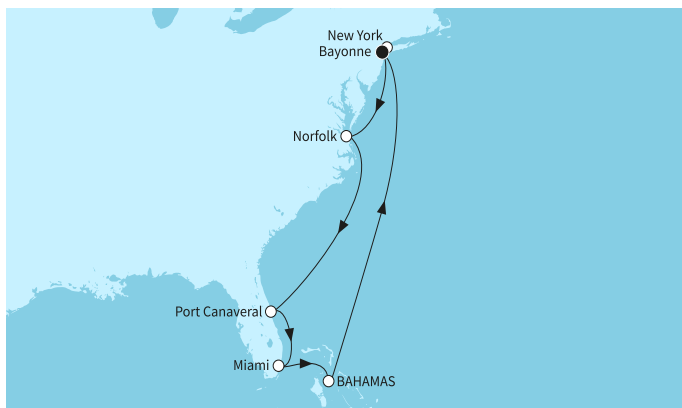 New York
Bayonne
Norfolk
Port Canaveral
Miami
BAHAMAS